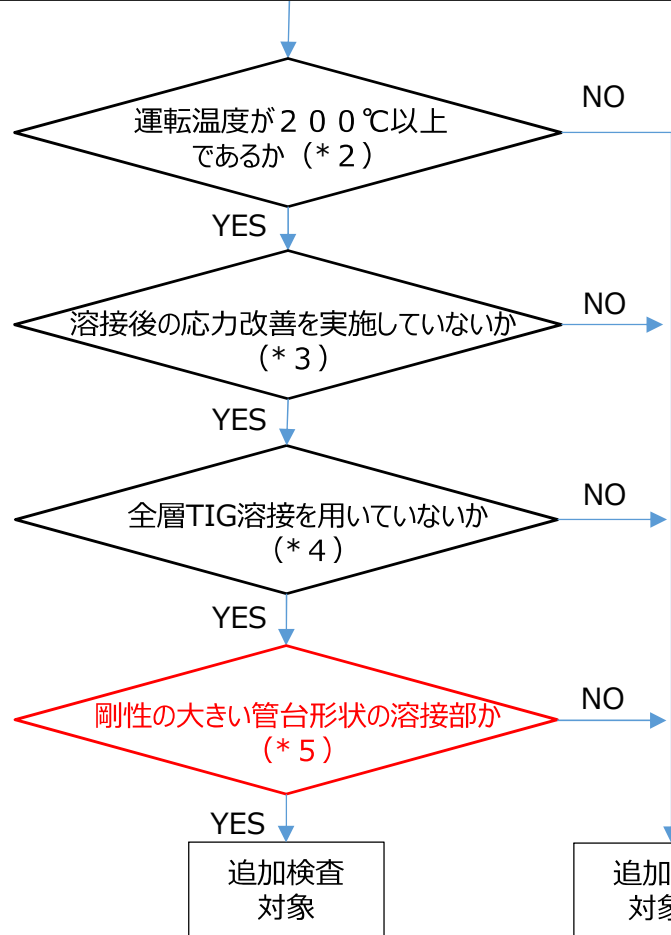 運転温度が２００℃以上
であるか（*２）
NO
YES
溶接後の応力改善を実施していないか
（*３）
NO
YES
全層TIG溶接を用いていないか
（*４）
NO
YES
剛性の大きい管台形状の溶接部か
（*５）
NO
YES
追加検査
対象
追加
対